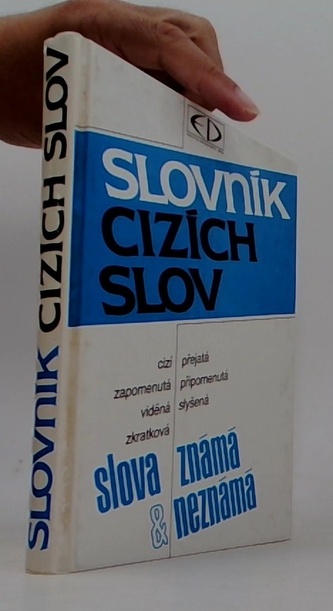 SLOVNÍK CIZÍCH SLOV
SLOVNÍK
CIZÍCH
SLOV
cizí přejatá
zapomenutá připomenutá
viděná slyšená
zkratková
slova známá
& neznámá